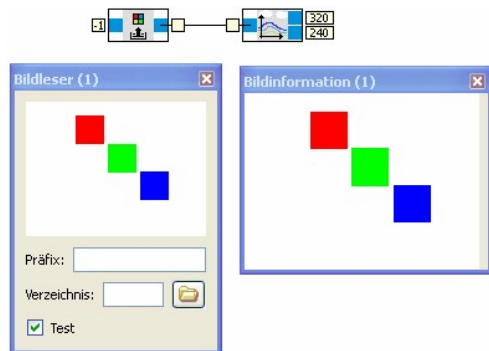 -1
320
240
Bildleser (1)
Bildinformation (1)
Präfix:
Verzeichnis:
Test